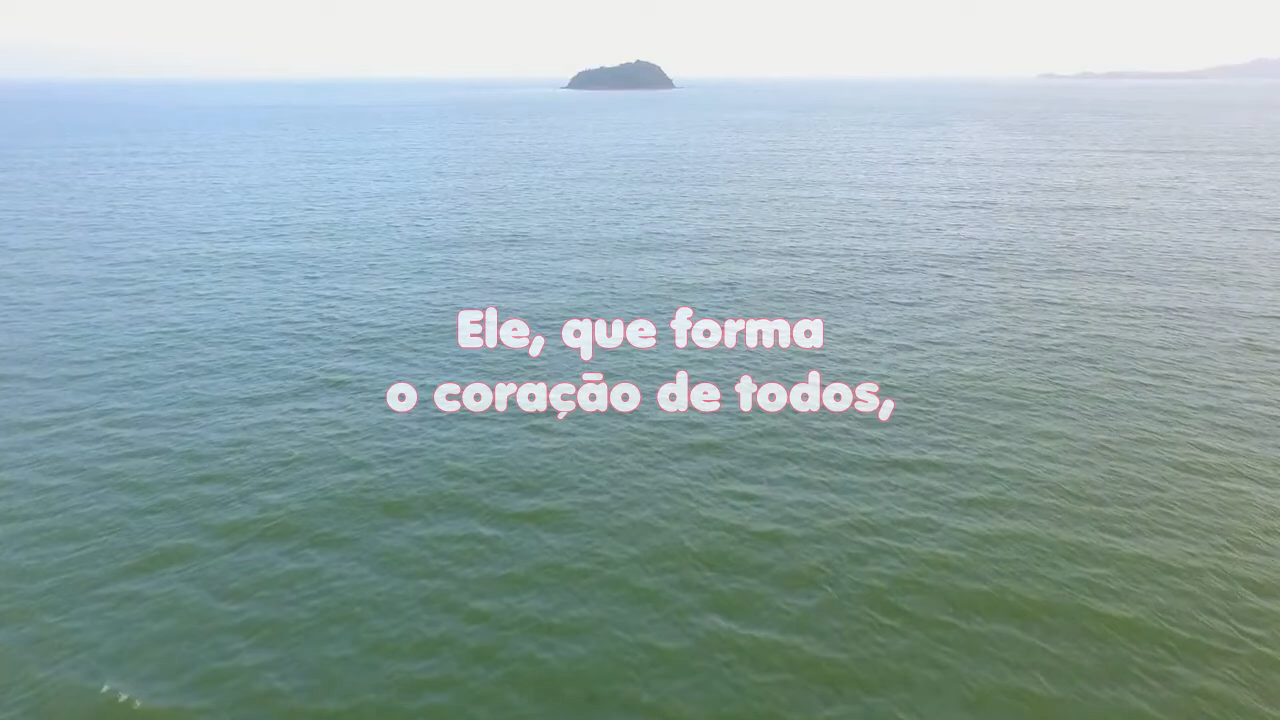 Ele, que forma
o coração de todos,